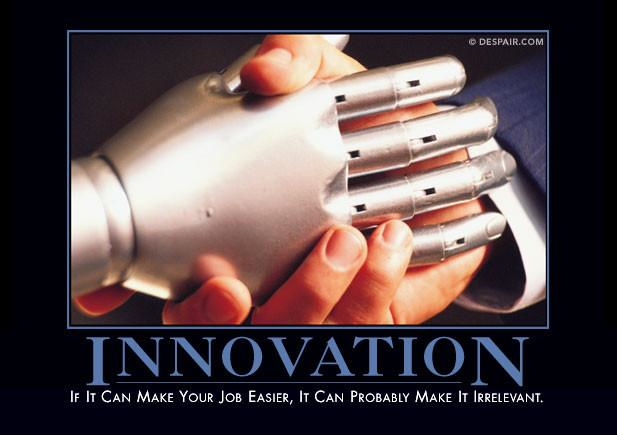 © DESPAIR.COM
INNOVATION
IF IT CAN MAKE YOUR JOB EASIER, IT CAN PROBABLY MAKE IT IRRELEVANT.